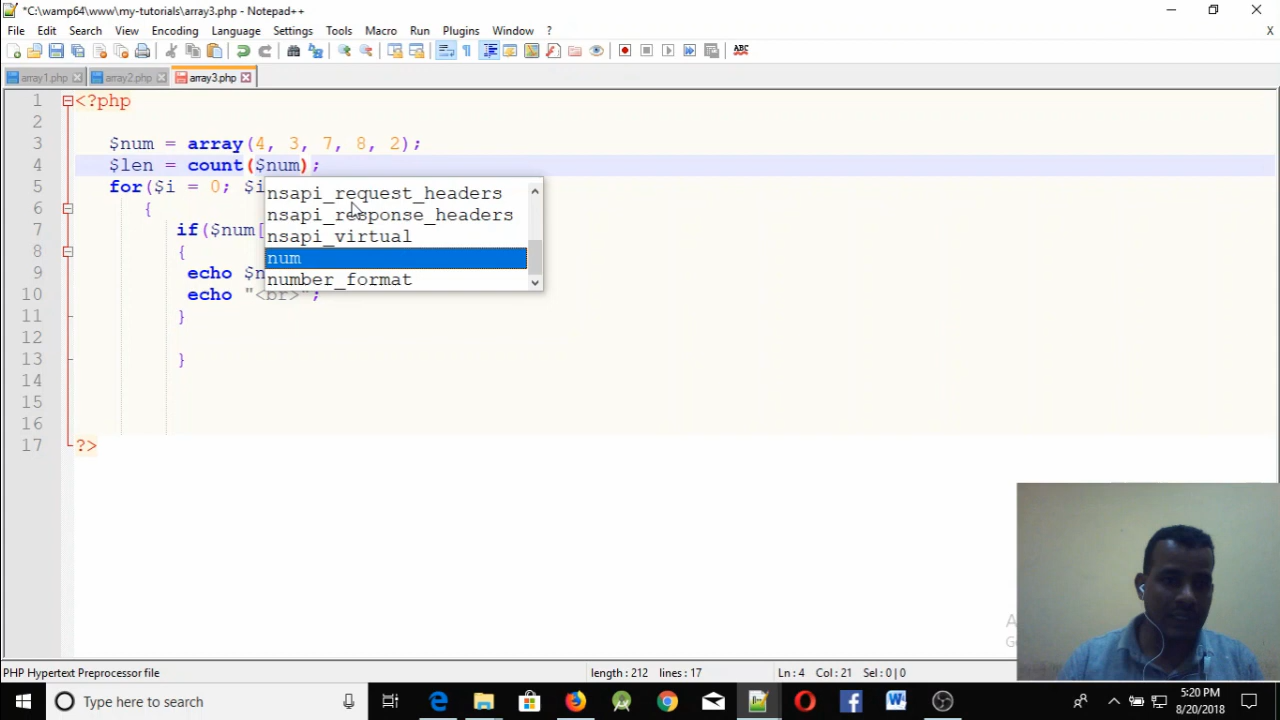 *C:\wamp64\www\my-tutorials\array3.php - Notepad++
File Edit Search View Encoding Language Settings Tools Macro Run Plugins Window ? X
array1.php array2.php array3.php
1 <?php
2
3 $num = array(4, 3, 7, 8, 2);
4 $len = count($num);
5 for($i = 0; $i
6 {
7 if($num[
8 {
9 echo $n
10 echo "<br>";
11 }
12
13 }
14
15
16
17 ?>
nsapi_request_headers
nsapi_response_headers
nsapi_virtual
num
number_format
PHP Hypertext Preprocessor file length : 212 lines : 17 Ln : 4 Col : 21 Sel : 0 | 0
Type here to search
5:20 PM
8/20/2018